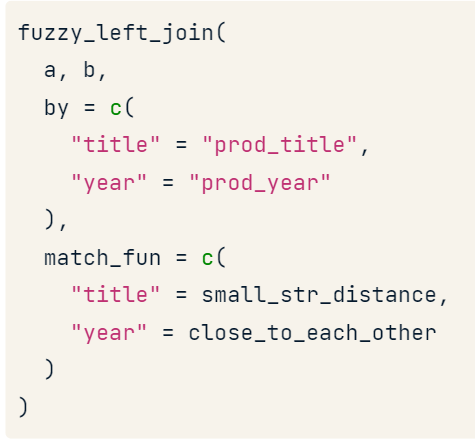 fuzzy_left_join(
  a, b,
  by = c(
    "title" = "prod_title",
    "year" = "prod_year"
  ),
  match_fun = c(
    "title" = small_str_distance,
    "year" = close_to_each_other
  )
)